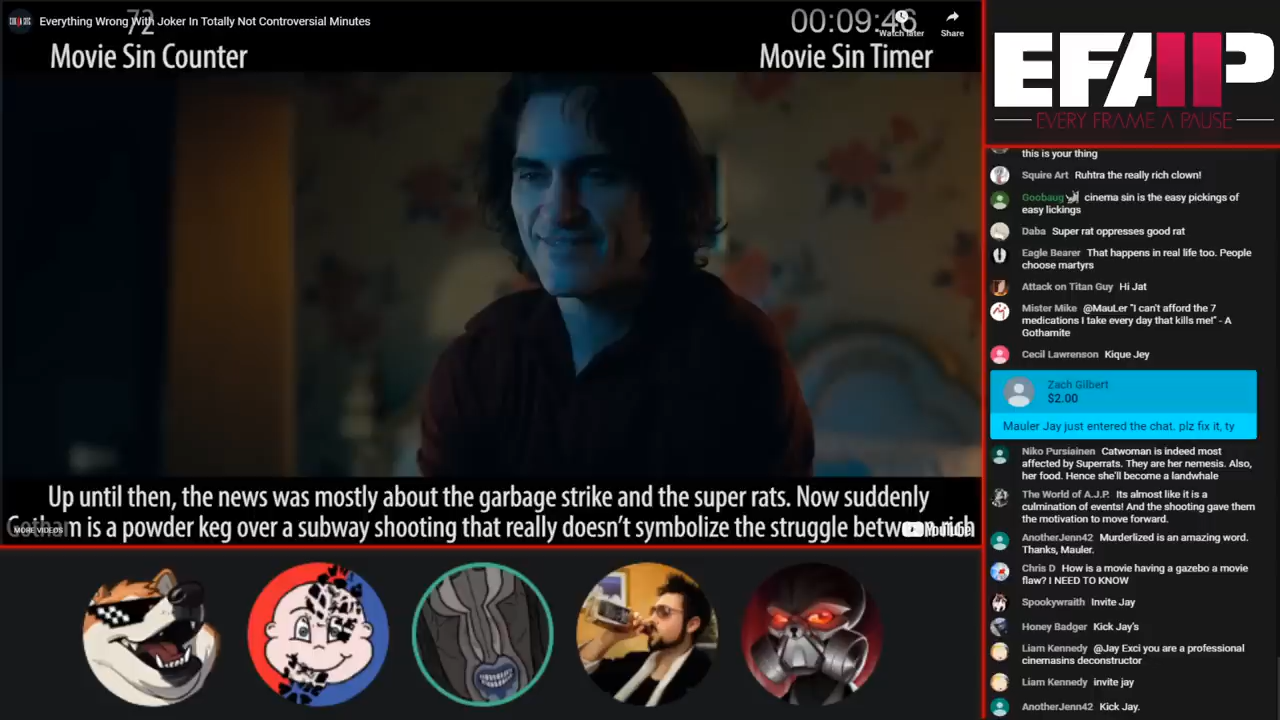 Everything Wrong With Joker In Totally Not Controversial Minutes
72
Movie Sin Counter
00:09:46
Watch later
Share
Movie Sin Timer
MORE VIDEOS
Up until then, the news was mostly about the garbage strike and the super rats. Now suddenly
Gotham is a powder keg over a subway shooting that really doesn't symbolize the struggle between rich
YouTube
EFAP
EVERY FRAME A PAUSE
this is your thing
Squire Art Ruhtra the really rich clown!
Goobaug cinema sin is the easy pickings of
easy lickings
Daba Super rat oppresses good rat
Eagle Bearer That happens in real life too. People
choose martyrs
Attack on Titan Guy Hi Jat
Mister Mike @MauLer "I can't afford the 7
medications I take every day that kills me!" - A
Gothamite
Cecil Lawrenson Kique Jey
Zach Gilbert
$2.00
Mauler Jay just entered the chat. plz fix it, ty
Niko Pursiainen Catwoman is indeed most
affected by Superrats. They are her nemesis. Also,
her food. Hence she'll become a landwhale
The World of A.J.P. Its almost like it is a
culmination of events! And the shooting gave them
the motivation to move forward.
AnotherJenn42 Murderlized is an amazing word.
Thanks, Mauler.
Chris D How is a movie having a gazebo a movie
flaw? I NEED TO KNOW
Spookywraith Invite Jay
Honey Badger Kick Jay's
Liam Kennedy @Jay Exci you are a professional
cinemasins deconstructor
Liam Kennedy invite jay
AnotherJenn42 Kick Jay.